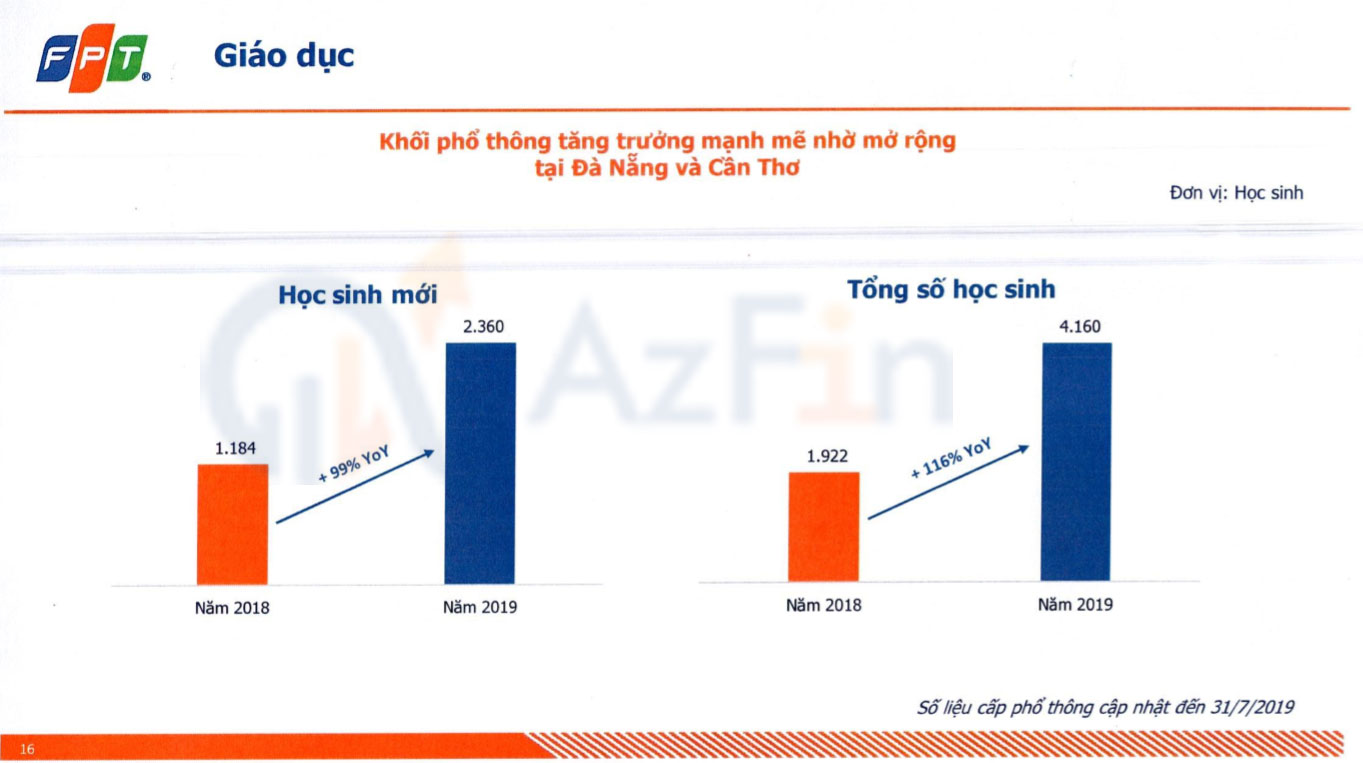 FPT®
Giáo dục
Khối phổ thông tăng trưởng mạnh mẽ nhờ mở rộng
tại Đà Nẵng và Cần Thơ
Đơn vị: Học sinh
AzFin
Học sinh mới
2.360
1.184
+ 99% YoY
Năm 2018
Năm 2019
Tổng số học sinh
4.160
1.922
+ 116% YoY
Năm 2018
Năm 2019
Số liệu cấp phổ thông cập nhật đến 31/7/2019
16